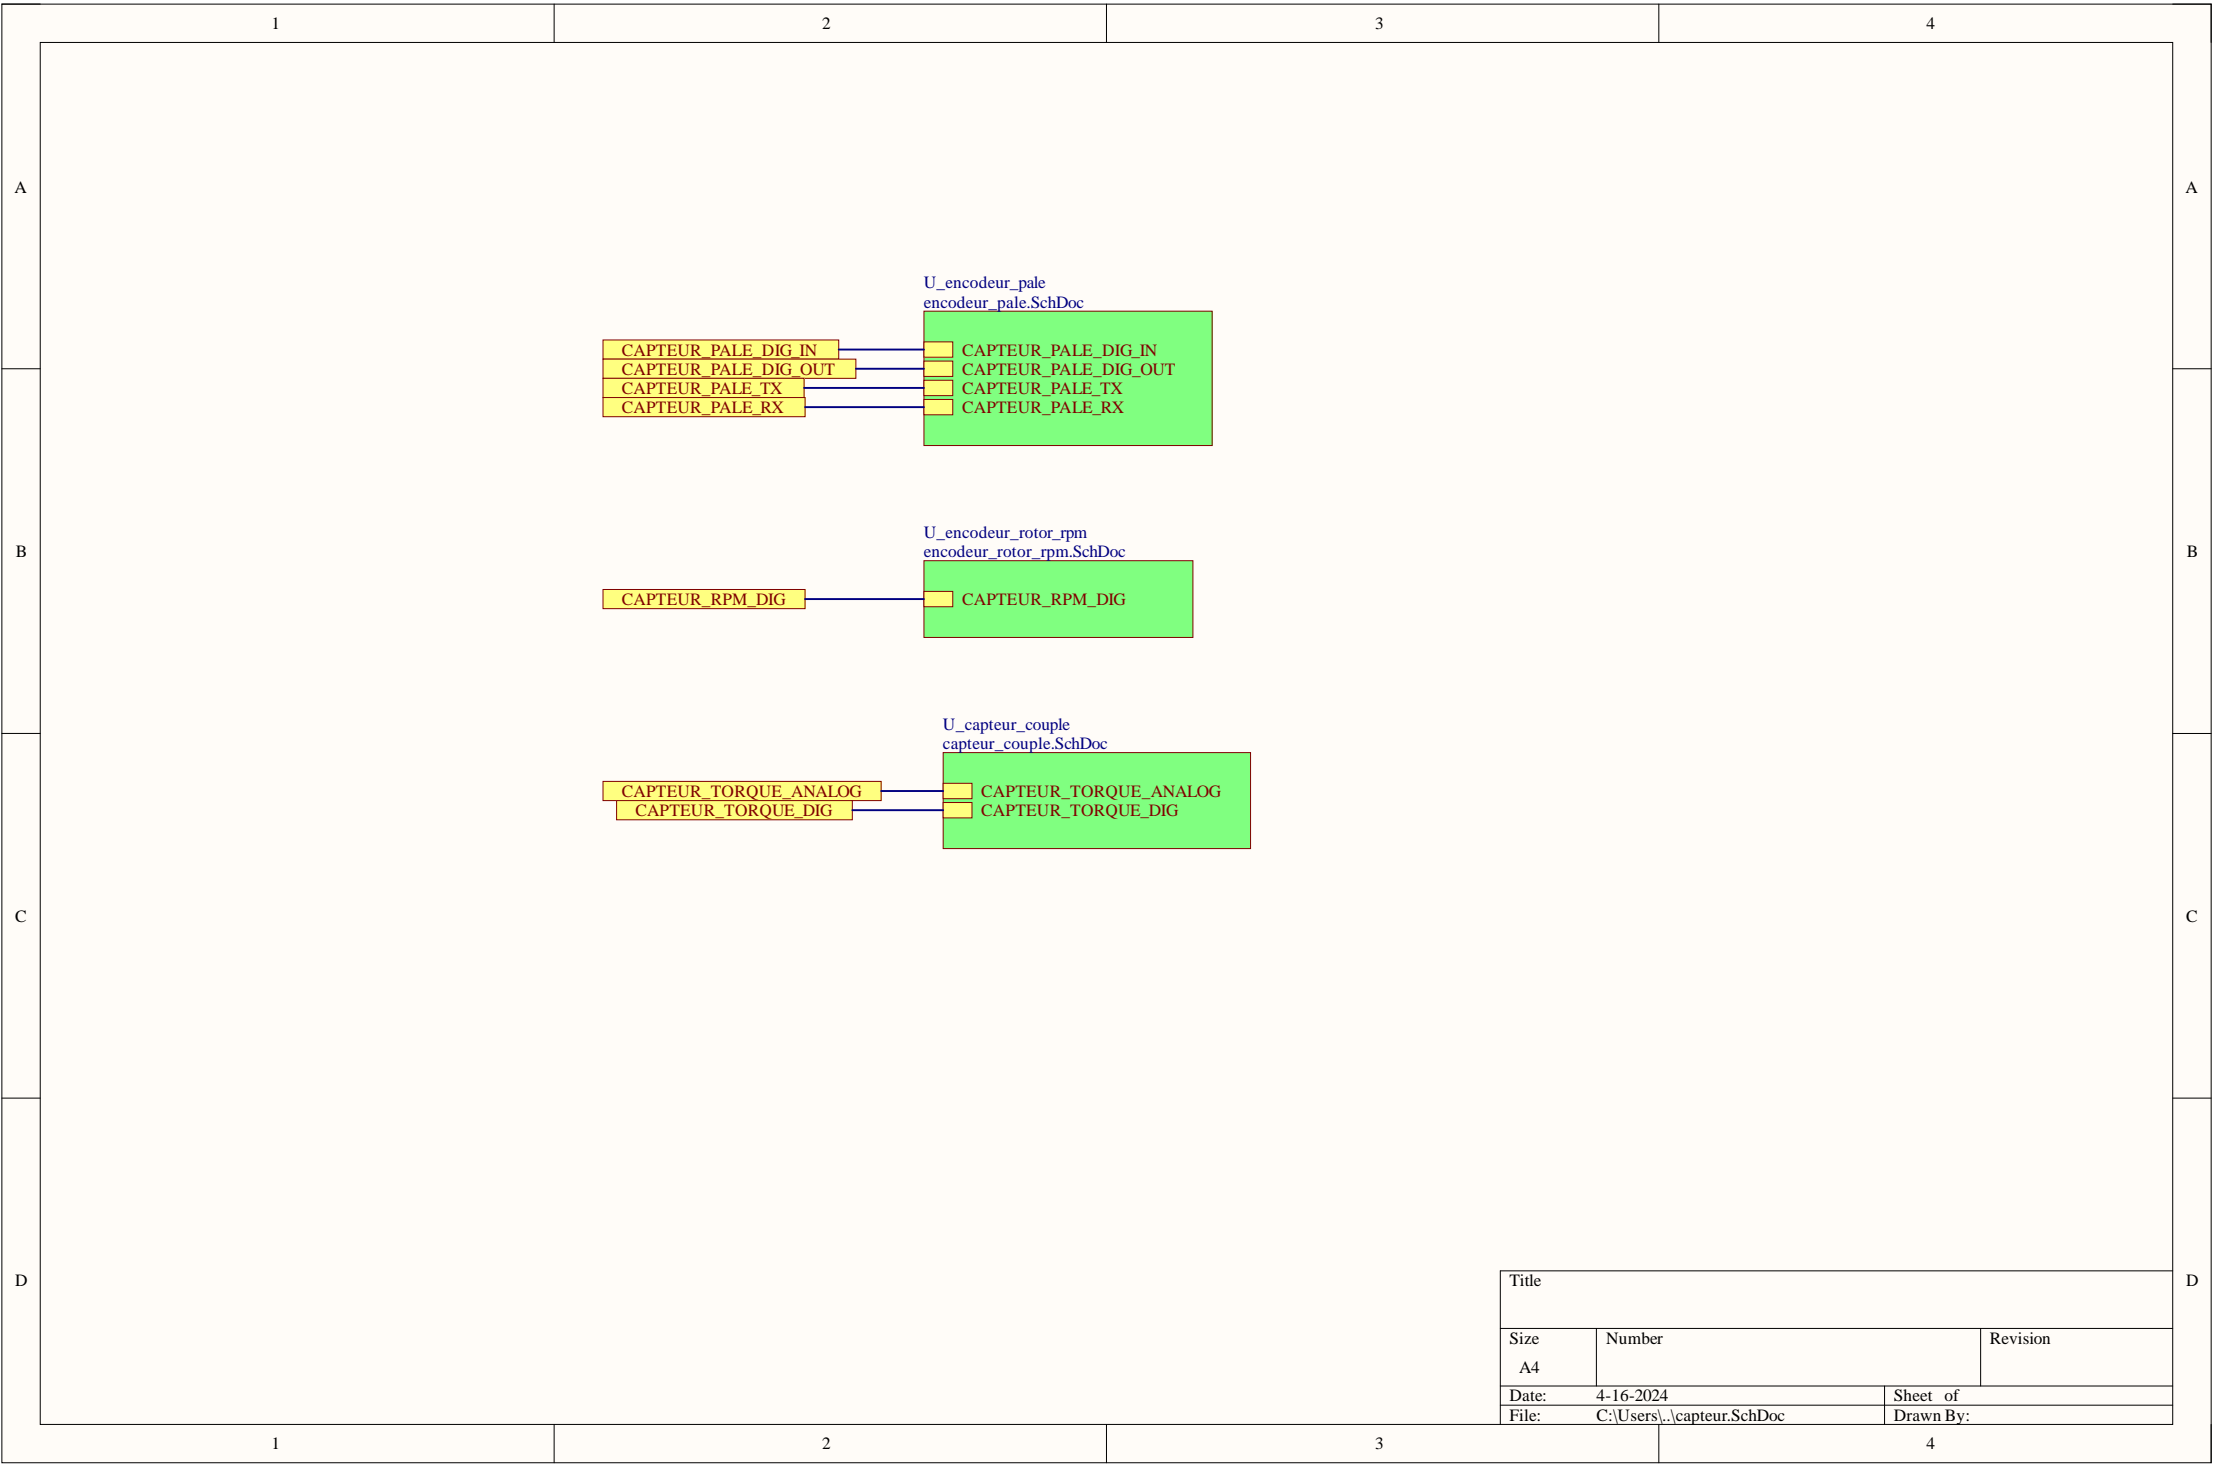 1 2 3 4
A A
U_encodeur_pale
encodeur_pale.SchDoc
CAPTEUR_PALE_DIG_IN CAPTEUR_PALE_DIG_IN
CAPTEUR_PALE_DIG_OUT CAPTEUR_PALE_DIG_OUT
CAPTEUR_PALE_TX CAPTEUR_PALE_TX
CAPTEUR_PALE_RX CAPTEUR_PALE_RX
U_encodeur_rotor_rpm
B encodeur_rotor_rpm.SchDoc B
CAPTEUR_RPM_DIG CAPTEUR_RPM_DIG
U_capteur_couple
capteur_couple.SchDoc
CAPTEUR_TORQUE_ANALOG CAPTEUR_TORQUE_ANALOG
CAPTEUR_TORQUE_DIG CAPTEUR_TORQUE_DIG
C C
D D
Title
Size Number Revision
A4
Date: 4-16-2024 Sheet of
File: C:\Users\..\capteur.SchDoc Drawn By:
1 2 3 4